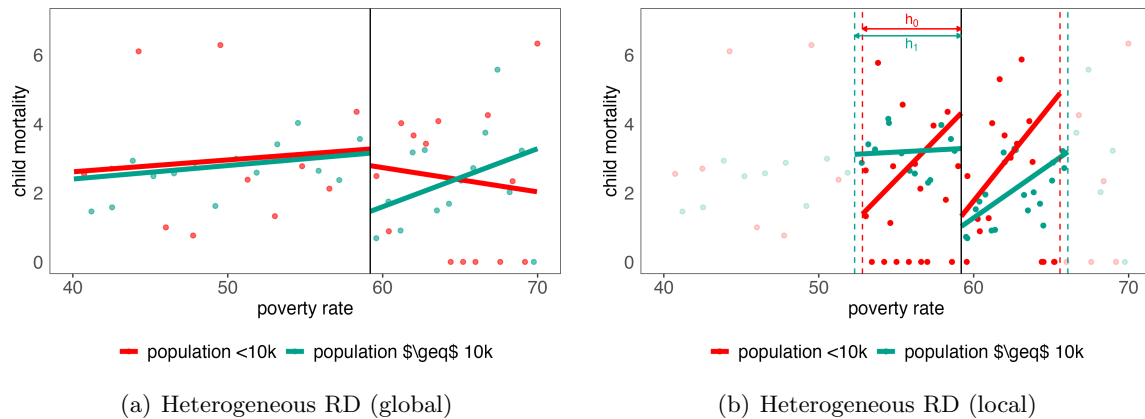 child mortality
6
4
2
0
40
50
60
70
poverty rate
population <10k population $\geq$ 10k
(a) Heterogeneous RD (global)
h0
h1
child mortality
6
4
2
0
40
50
60
70
poverty rate
population <10k population $\geq$ 10k
(b) Heterogeneous RD (local)